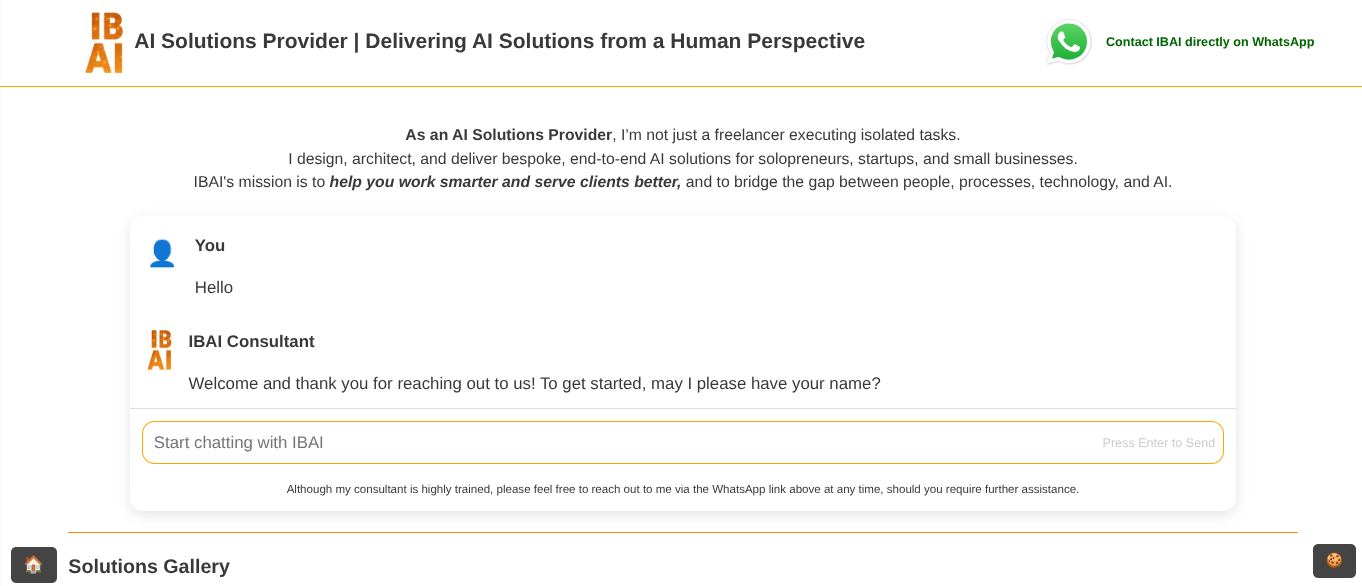 IB
AI
AI Solutions Provider | Delivering AI Solutions from a Human Perspective
Contact IBAI directly on WhatsApp
As an AI Solutions Provider, I’m not just a freelancer executing isolated tasks.
I design, architect, and deliver bespoke, end-to-end AI solutions for solopreneurs, startups, and small businesses.
IBAI's mission is to help you work smarter and serve clients better, and to bridge the gap between people, processes, technology, and AI.
You
Hello
IB
AI
IBAI Consultant
Welcome and thank you for reaching out to us! To get started, may I please have your name?
Start chatting with IBAI
Press Enter to Send
Although my consultant is highly trained, please feel free to reach out to me via the WhatsApp link above at any time, should you require further assistance.
Solutions Gallery